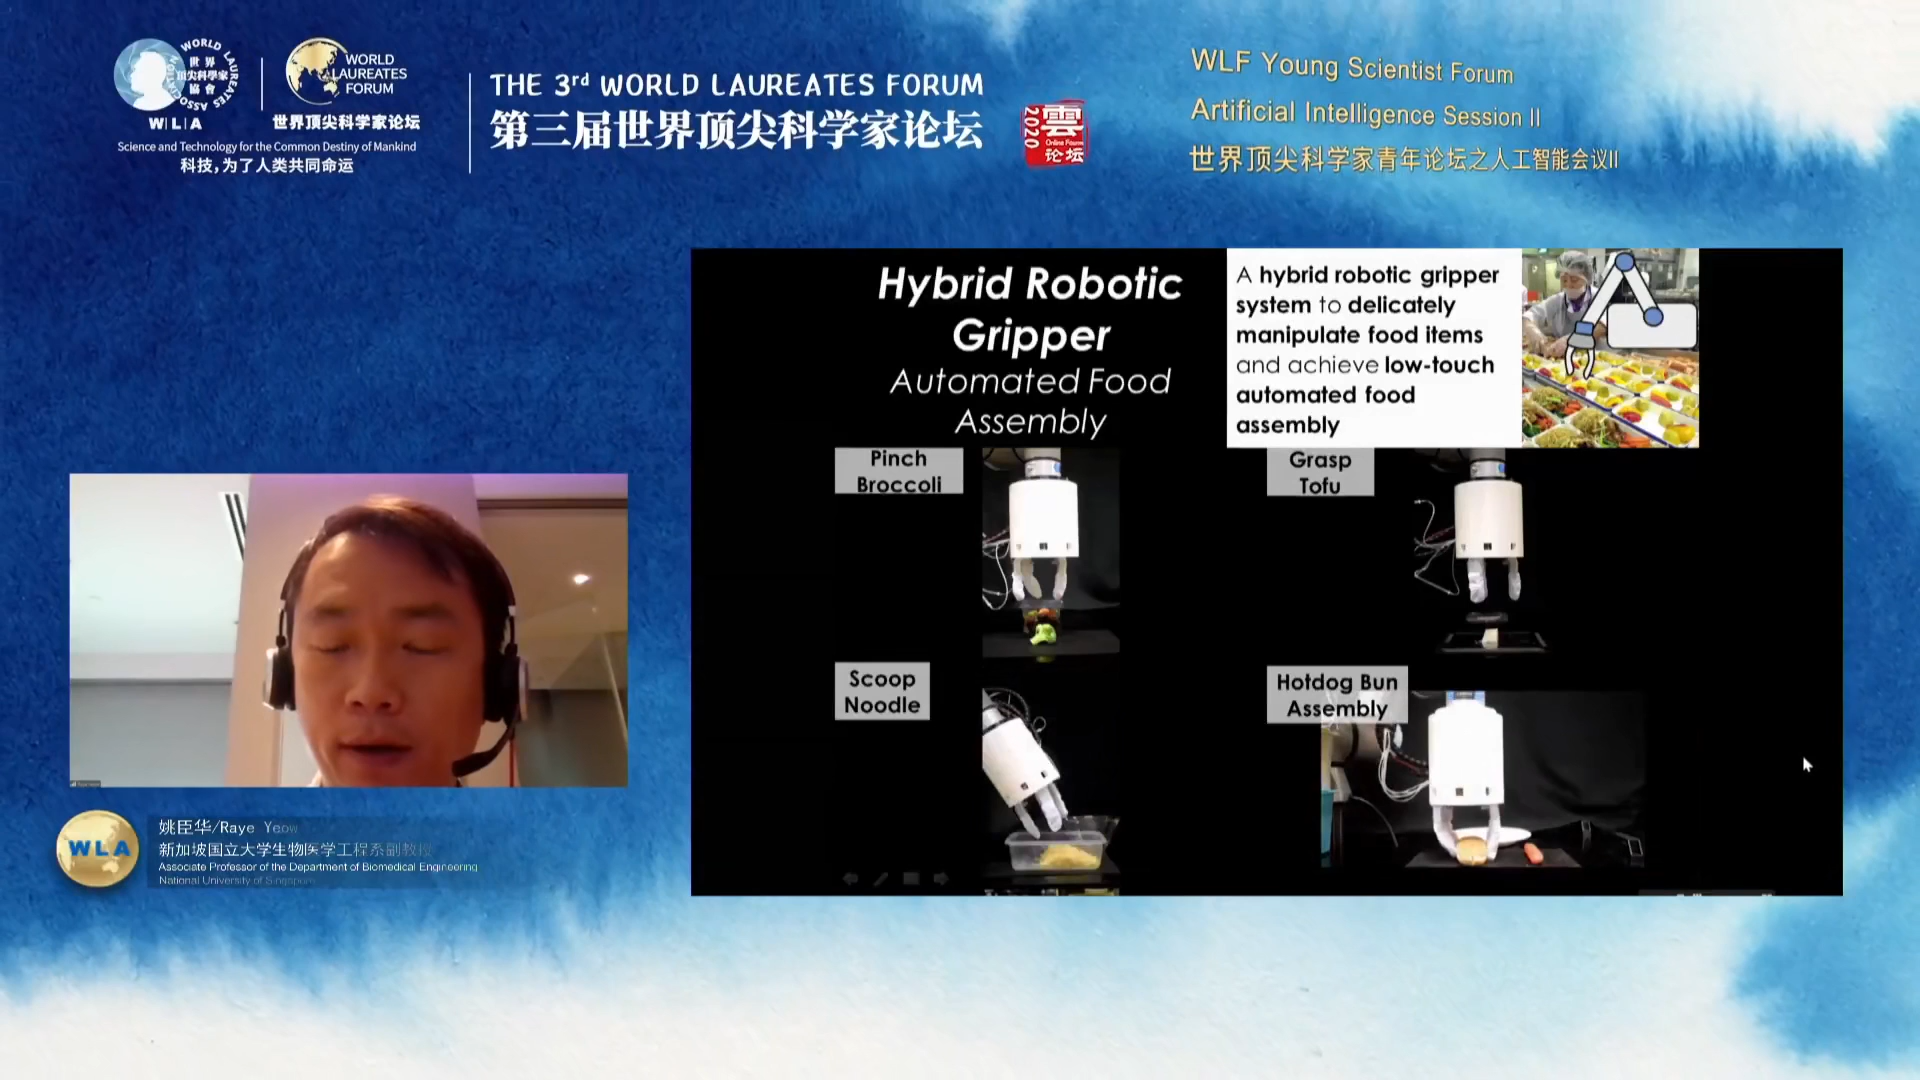 WORLD LAUREATES ASSOCIATION
世界
頂尖科學家
協會
W|L|A
WORLD
LAUREATES
FORUM
世界顶尖科学家论坛
Science and Technology for the Common Destiny of Mankind
科技,为了人类共同命运
THE 3rd WORLD LAUREATES FORUM
第三届世界顶尖科学家论坛
2020
雲
Online Forum
论坛
WLF Young Scientist Forum
Artificial Intelligence Session II
世界顶尖科学家青年论坛之人工智能会议II
Hybrid Robotic
Gripper
Automated Food
Assembly
A hybrid robotic gripper
system to delicately
manipulate food items
and achieve low-touch
automated food
assembly
Pinch
Broccoli
Grasp
Tofu
Scoop
Noodle
Hotdog Bun
Assembly
WLA
姚臣华/Raye Yeow
新加坡国立大学生物医学工程系副教授
Associate Professor of the Department of Biomedical Engineering
National University of Singapore